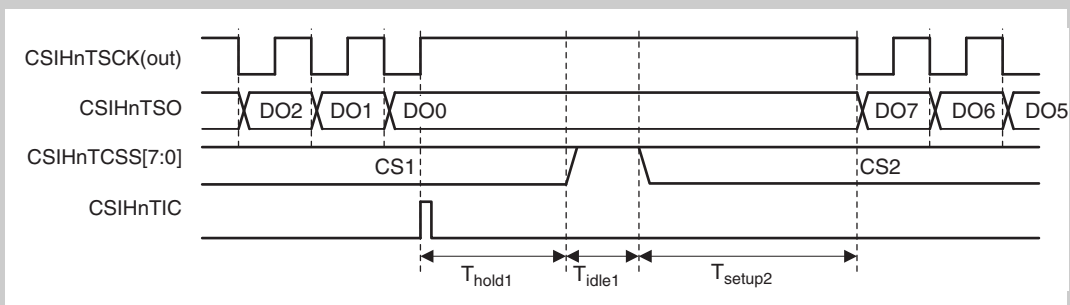 CSIHnTSCK(out)
CSIHnTSO DO2 DO1 DO0 DO7 DO6 DO5
CSIHnTCSS[7:0] CS1 CS2
CSIHnTIC
Thold1 Tidle1 Tsetup2